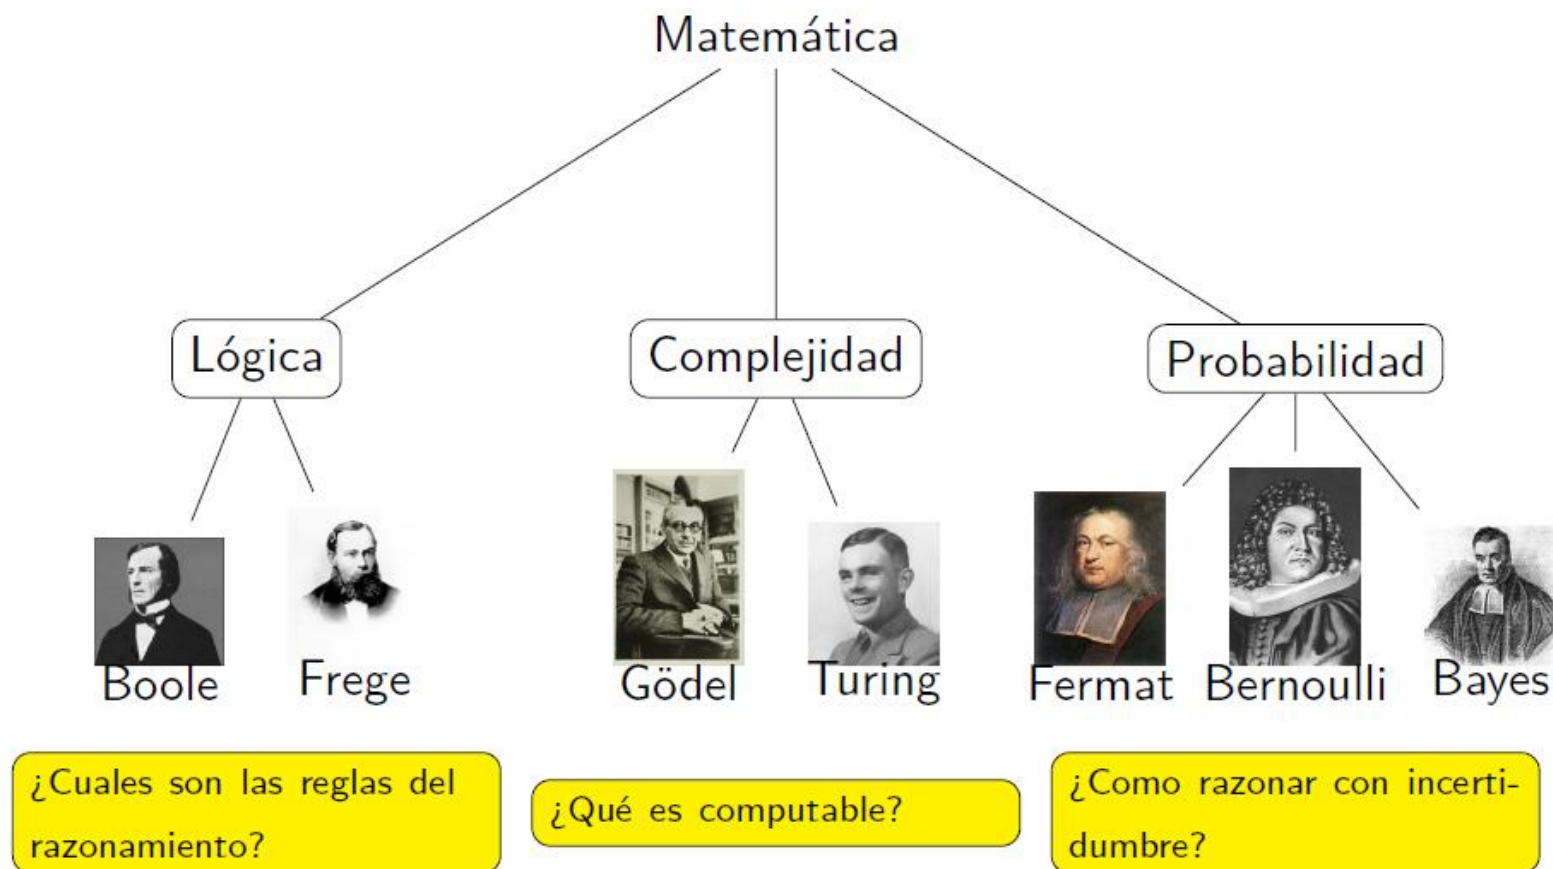 Matemática
Lógica
Complejidad
Probabilidad
Boole
Frege
Gödel
Turing
Fermat
Bernoulli
Bayes
¿Cuales son las reglas del
razonamiento?
¿Qué es computable?
¿Como razonar con incerti-
dumbre?